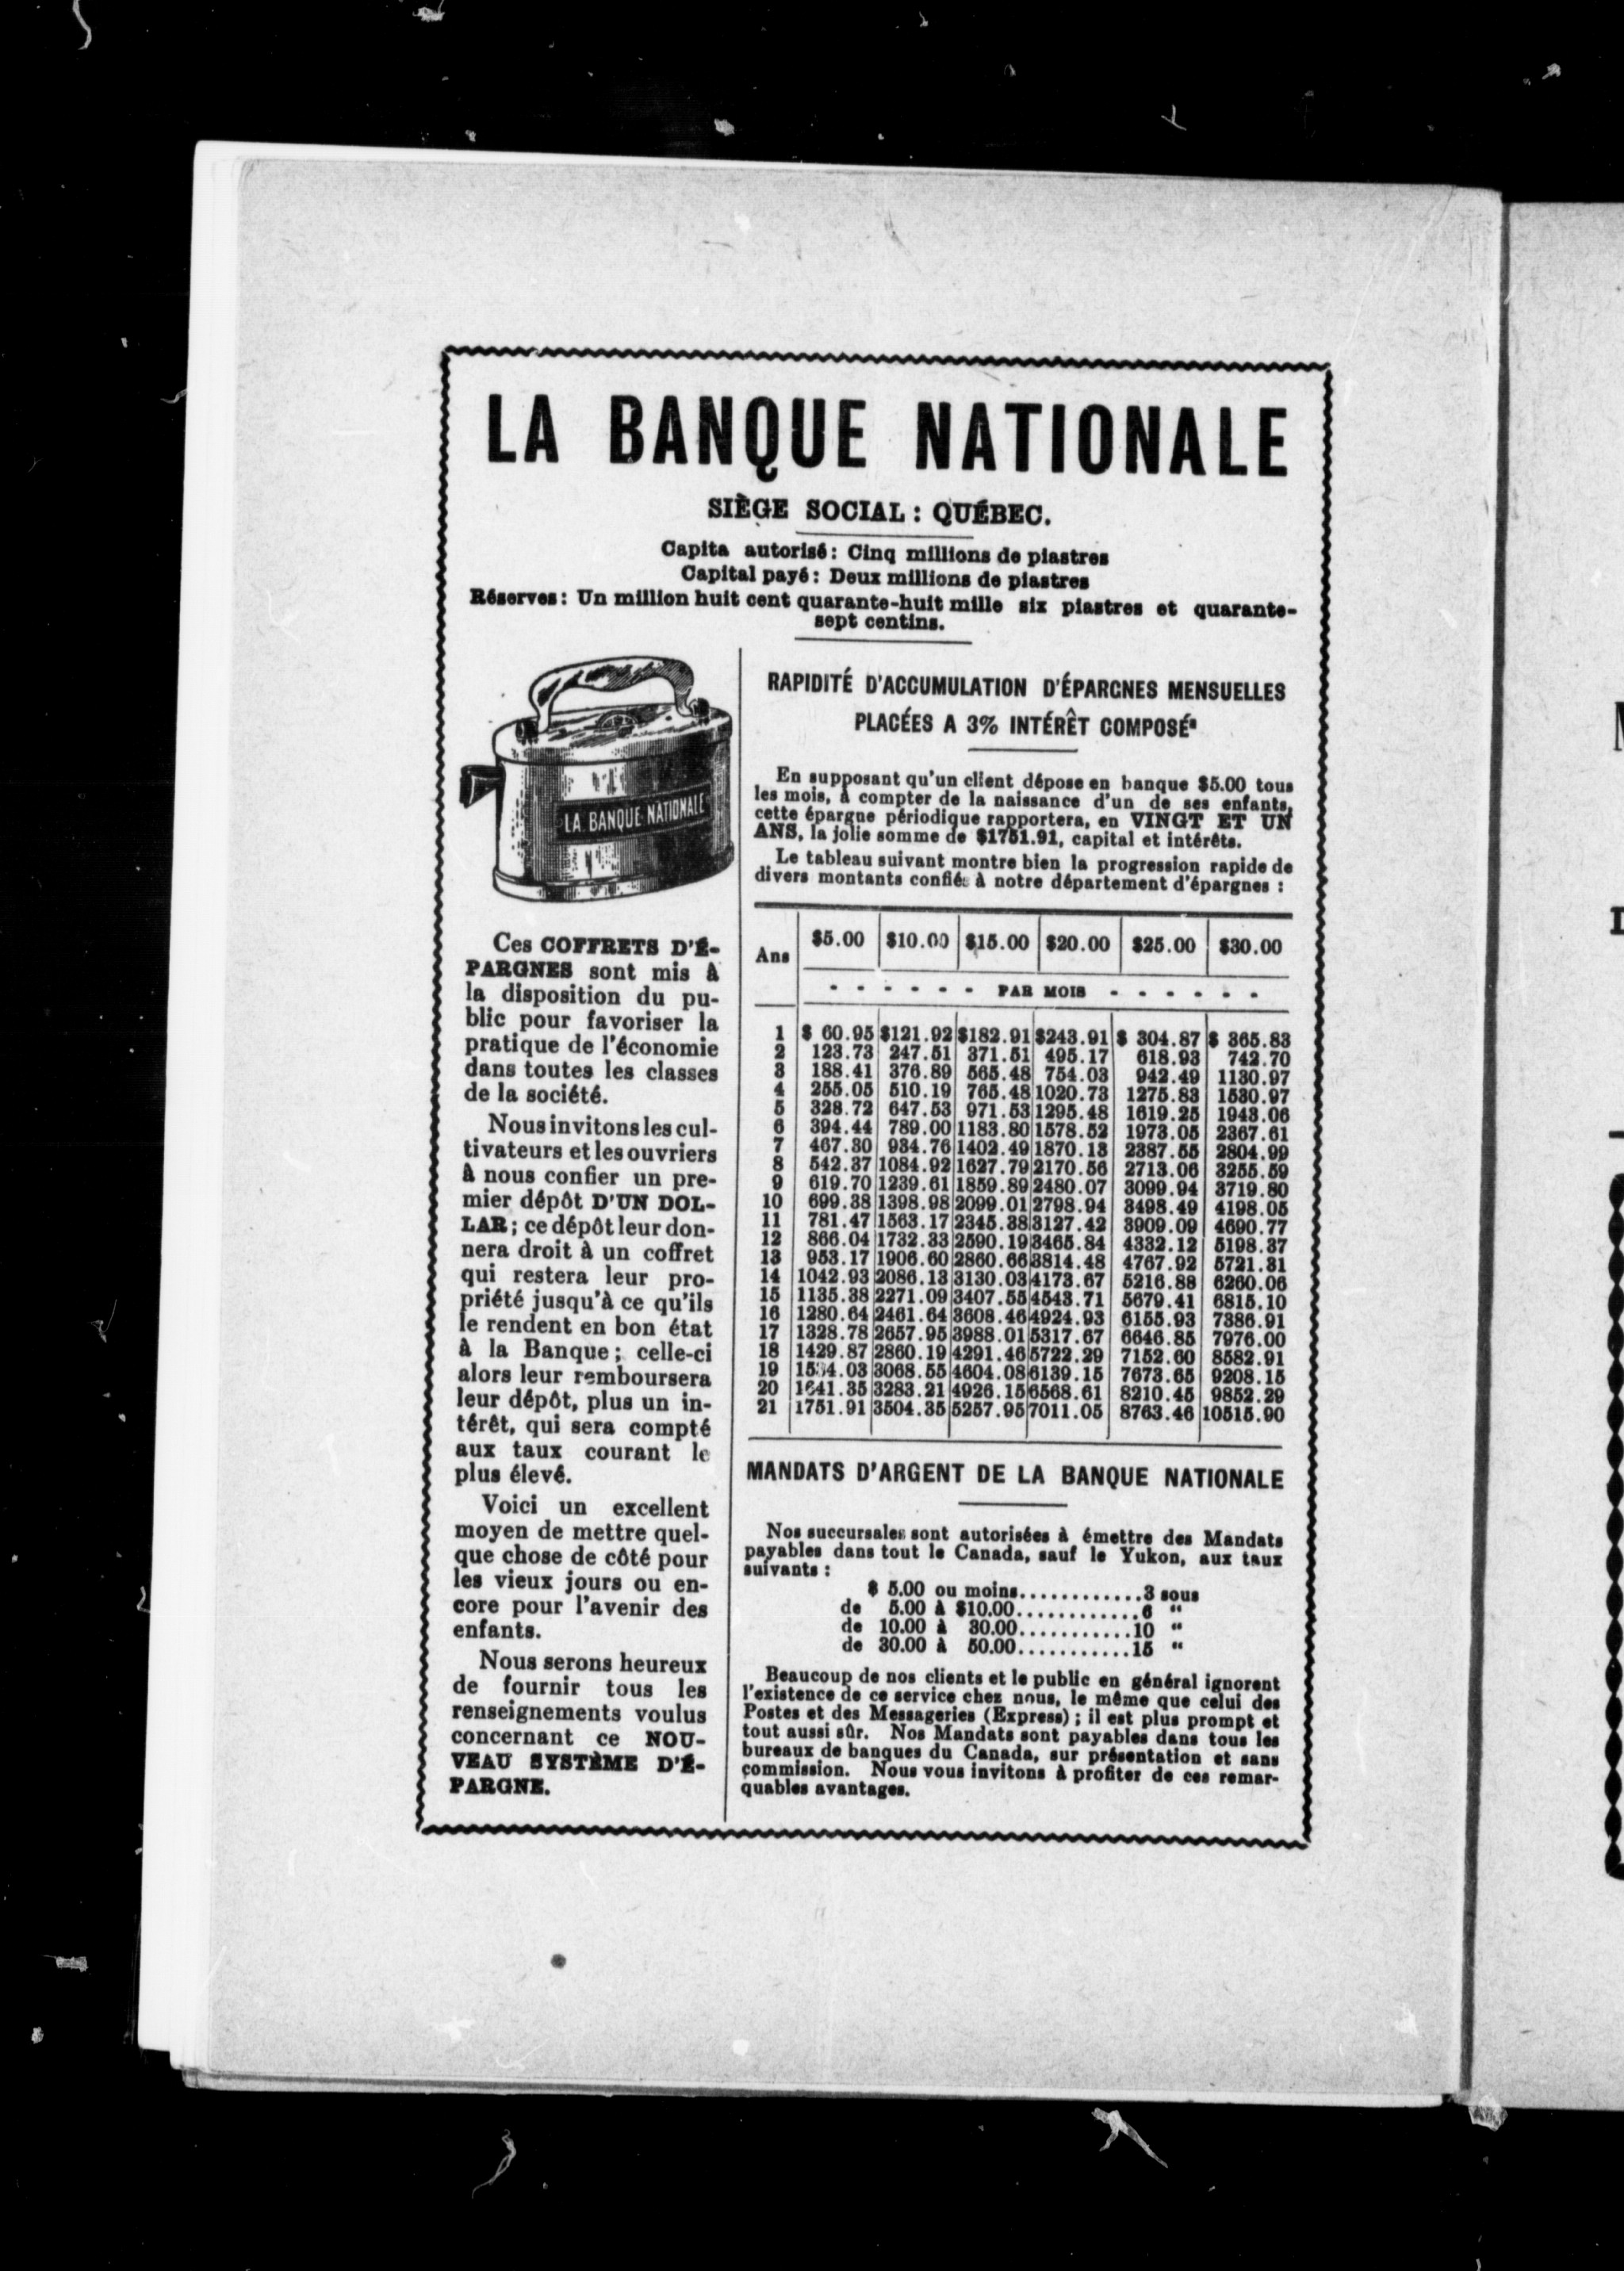 LA BANQUE NATIONALE
SIÈGE SOCIAL : QUÉBEC.
Capita autorisé : Cinq millions de piastres
Capital payé : Deux millions de piastres
Réserves : Un million huit cent quarante-huit mille six piastres et quarante-
sept centins.
LA BANQUE NATIONALE
Ces COFFRETS D'É-
PARGNES sont mis à
la disposition du pu-
blic pour favoriser la
pratique de l'économie
dans toutes les classes
de la société.
Nous invitons les cul-
tivateurs et les ouvriers
à nous confier un pre-
mier dépôt D'UN DOL-
LAR ; ce dépôt leur don-
nera droit à un coffret
qui restera leur pro-
priété jusqu'à ce qu'ils
le rendent en bon état
à la Banque ; celle-ci
alors leur remboursera
leur dépôt, plus un in-
térêt, qui sera compté
aux taux courant le
plus élevé.
Voici un excellent
moyen de mettre quel-
que chose de côté pour
les vieux jours ou en-
core pour l'avenir des
enfants.
Nous serons heureux
de fournir tous les
renseignements voulus
concernant ce NOU-
VEAU SYSTÈME D'É-
PARGNE.
RAPIDITÉ D'ACCUMULATION D'ÉPARGNES MENSUELLES
PLACÉES A 3% INTÉRÊT COMPOSÉ
En supposant qu'un client dépose en banque $5.00 tous
les mois, à compter de la naissance d'un de ses enfants,
cette épargne périodique rapportera, en VINGT ET UN
ANS, la jolie somme de $1751.91, capital et intérêts.
Le tableau suivant montre bien la progression rapide de
divers montants confiés à notre département d'épargnes :
Ans $5.00 $10.00 $15.00 $20.00 $25.00 $30.00
- - - - - - PAR MOIS - - - - - -
1 $ 60.95 $121.92 $182.91 $243.91 $ 304.87 $ 365.83
2 123.73 247.51 371.51 495.17 618.93 742.70
3 188.41 376.89 565.48 754.03 942.49 1130.97
4 255.05 510.19 765.48 1020.73 1275.83 1530.97
5 328.72 647.53 971.53 1295.48 1619.25 1943.06
6 394.44 789.00 1183.80 1578.52 1973.05 2367.61
7 467.30 934.76 1402.49 1870.13 2387.55 2804.99
8 542.37 1084.92 1627.79 2170.56 2713.06 3255.59
9 619.70 1239.61 1859.89 2480.07 3099.94 3719.80
10 699.38 1398.98 2099.01 2798.94 3498.49 4198.05
11 781.47 1563.17 2345.38 3127.42 3909.09 4690.77
12 866.04 1732.33 2590.19 3465.84 4332.12 5198.37
13 953.17 1906.60 2860.66 3814.48 4767.92 5721.31
14 1042.93 2086.13 3130.03 4173.67 5216.88 6260.06
15 1135.38 2271.09 3407.55 4543.71 5679.41 6815.10
16 1280.64 2461.64 3608.46 4924.93 6155.93 7386.91
17 1328.78 2657.95 3988.01 5317.67 6646.85 7976.00
18 1429.87 2860.19 4291.46 5722.29 7152.60 8582.91
19 1534.03 3068.55 4604.08 6139.15 7673.65 9208.15
20 1641.35 3283.21 4926.15 6568.61 8210.45 9852.29
21 1751.91 3504.35 5257.95 7011.05 8763.46 10515.90
MANDATS D'ARGENT DE LA BANQUE NATIONALE
Nos succursales sont autorisées à émettre des Mandats
payables dans tout le Canada, sauf le Yukon, aux taux
suivants :
$ 5.00 ou moins............3 sous
de 5.00 à $10.00............6 "
de 10.00 à 30.00...........10 "
de 30.00 à 50.00...........15 "
Beaucoup de nos clients et le public en général ignorent
l'existence de ce service chez nous, le même que celui des
Postes et des Messageries (Express) ; il est plus prompt et
tout aussi sûr. Nos Mandats sont payables dans tous les
bureaux de banques du Canada, sur présentation et sans
commission. Nous vous invitons à profiter de ces remar-
quables avantages.